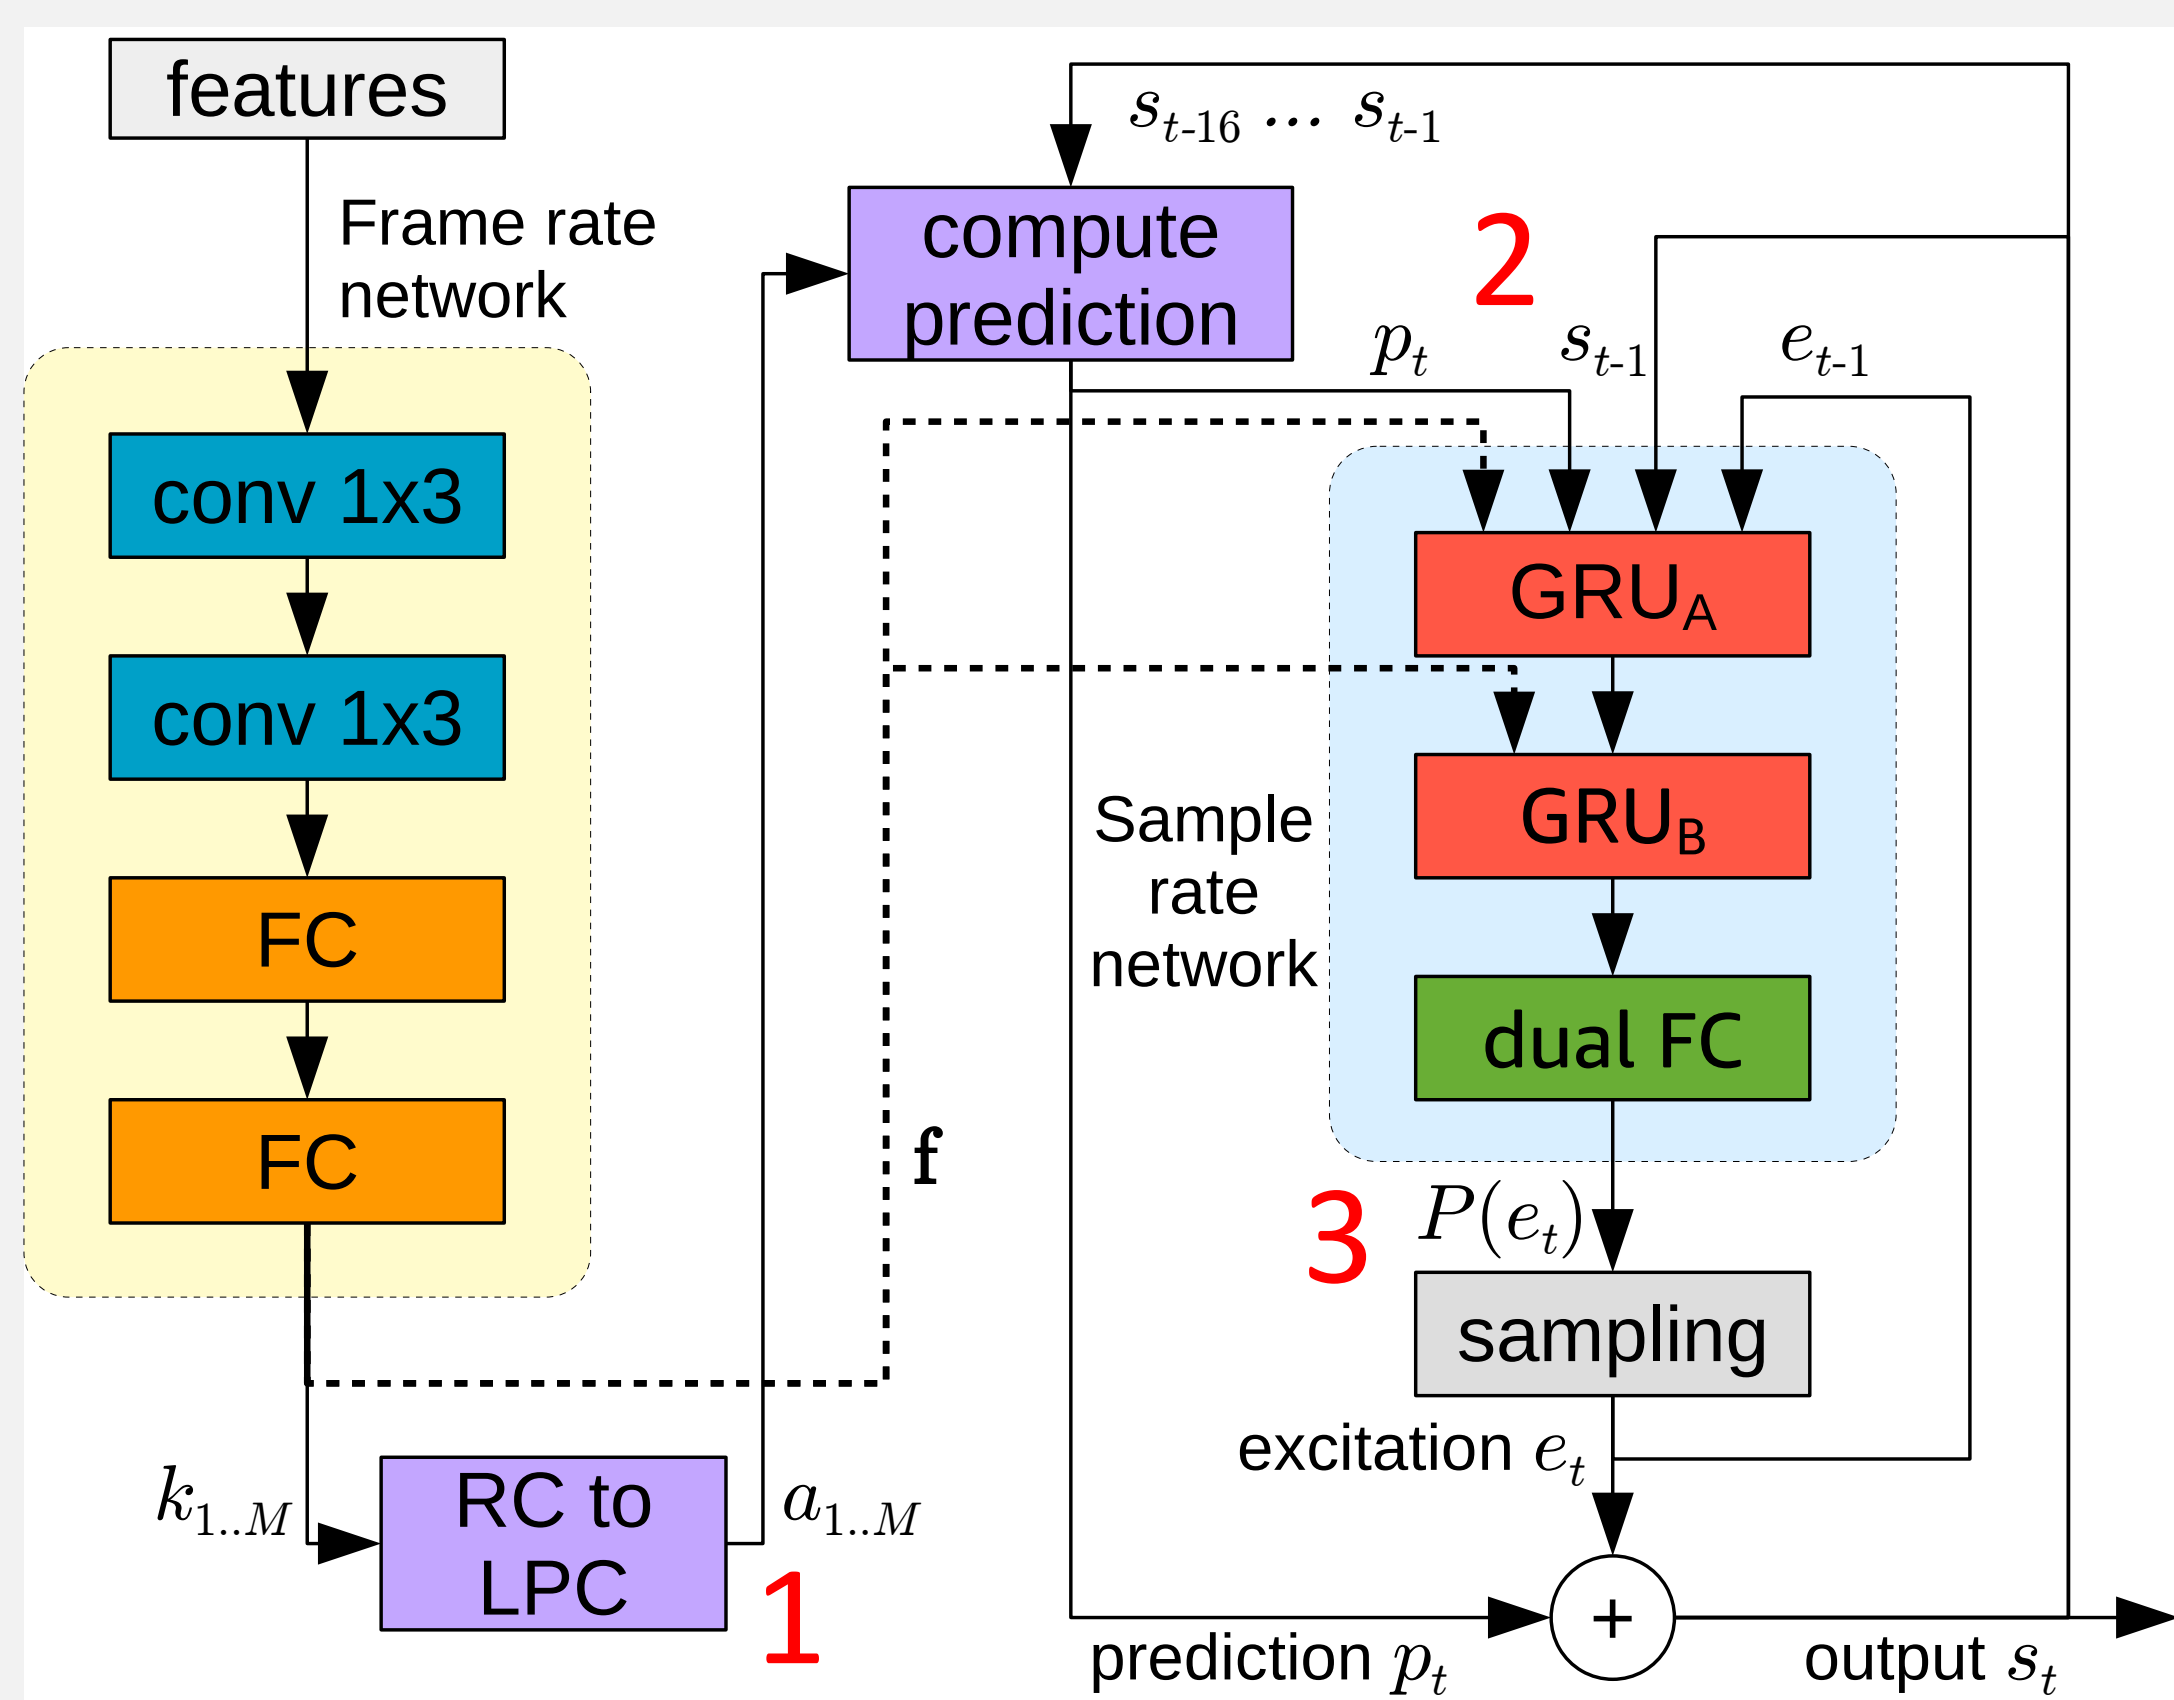 features
Frame rate
network
conv 1x3
conv 1x3
FC
FC
k1..M
RC to
LPC
1
a1..M
f
st-16 ... st-1
compute
prediction
2
pt
st-1
et-1
GRUA
GRUB
Sample
rate
network
dual FC
3
P(et)
sampling
excitation et
+
prediction pt
output st